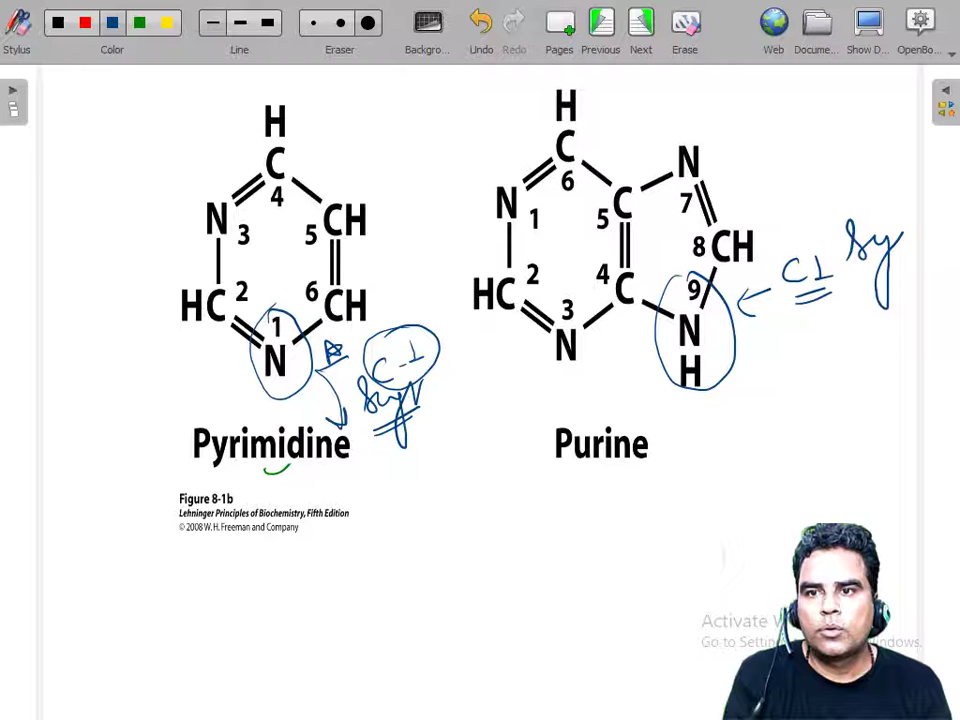 Stylus
Color
Line
Eraser
Backgro...
Undo
Redo
Pages
Previous
Next
Erase
Web
Docume...
Show D...
OpenBo...
H
C
4
N
3
5
CH
HC
2
6
CH
1
N
C-1
Pyrimidine
H
C
6
N
1
5
C
N
7
8
CH
HC
2
4
C
9
3
N
N
H
C1
Purine
Figure 8-1b
Lehninger Principles of Biochemistry, Fifth Edition
© 2008 W. H. Freeman and Company
Activate W
Go to Settin
ndows.